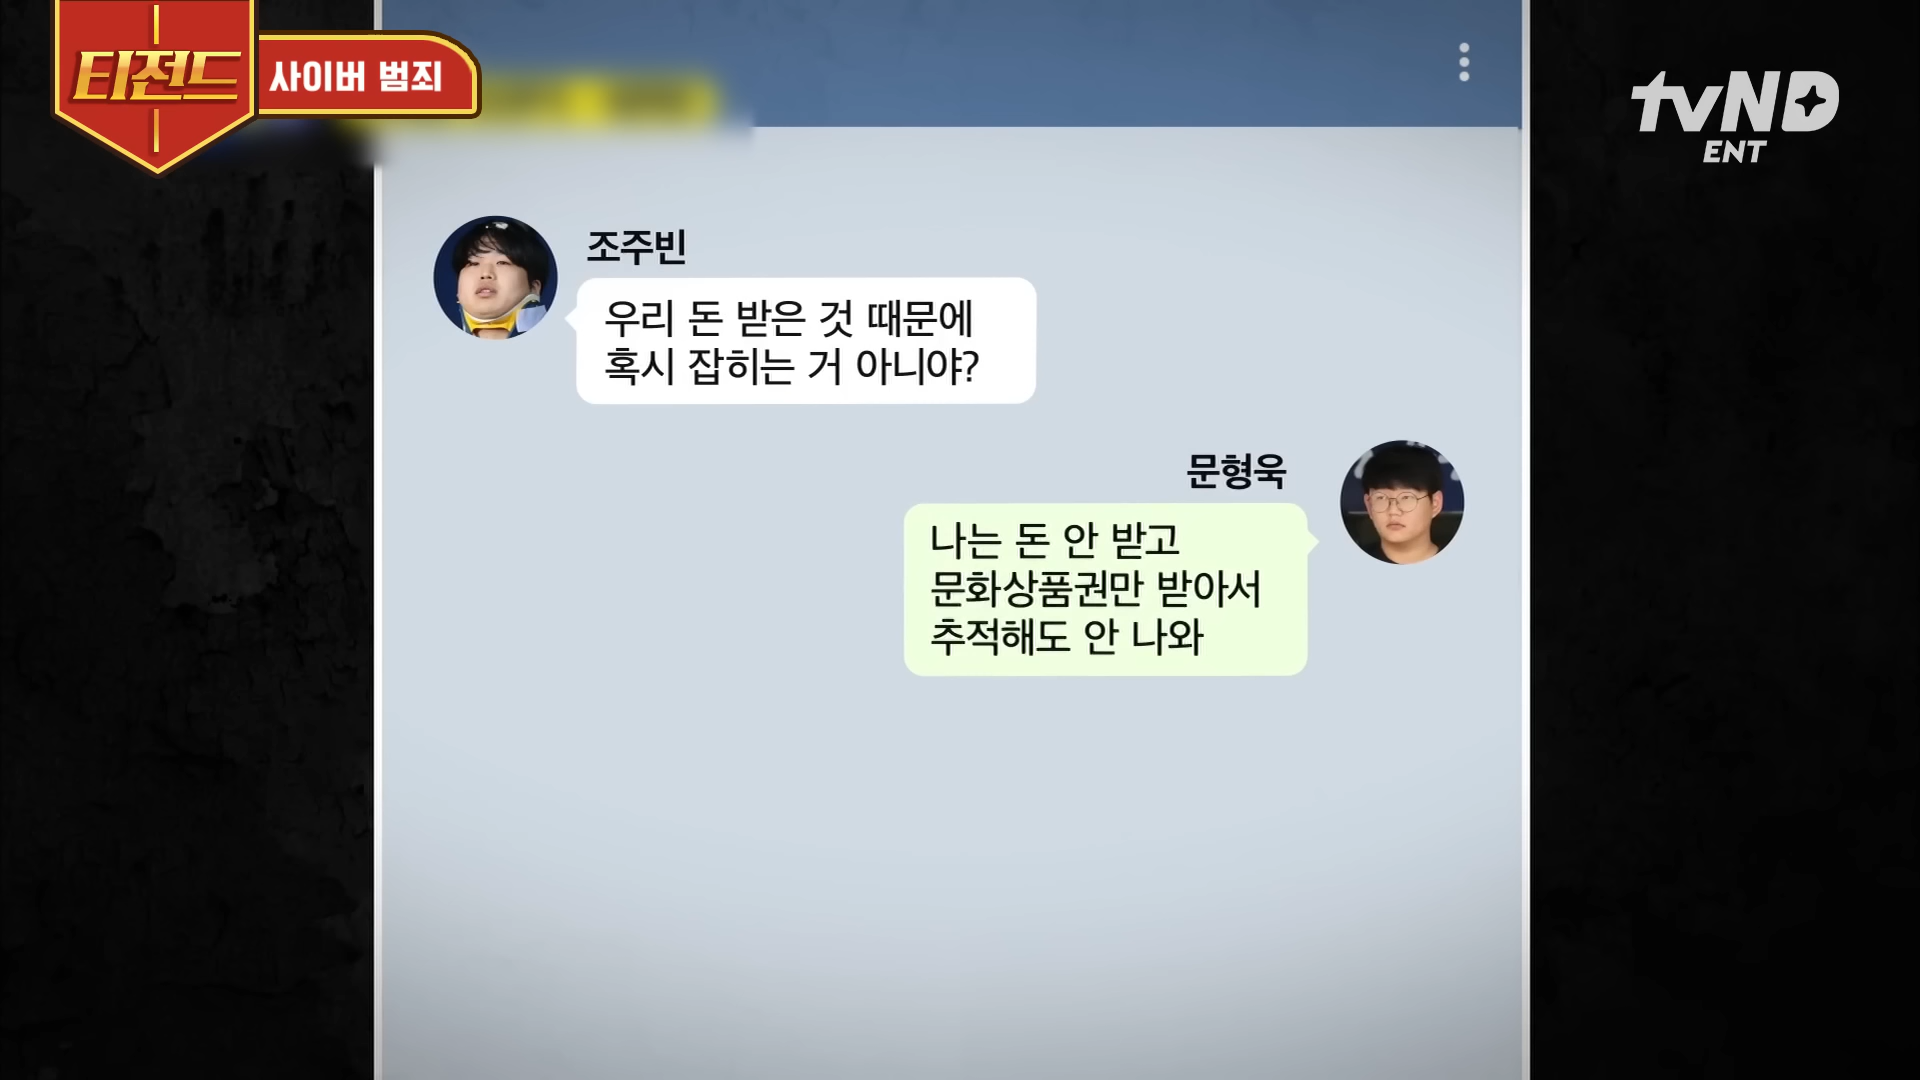 티전드
사이버 범죄
tvND
ENT
조주빈
우리 돈 받은 것 때문에
혹시 잡히는 거 아니야?
문형욱
나는 돈 안 받고
문화상품권만 받아서
추적해도 안 나와